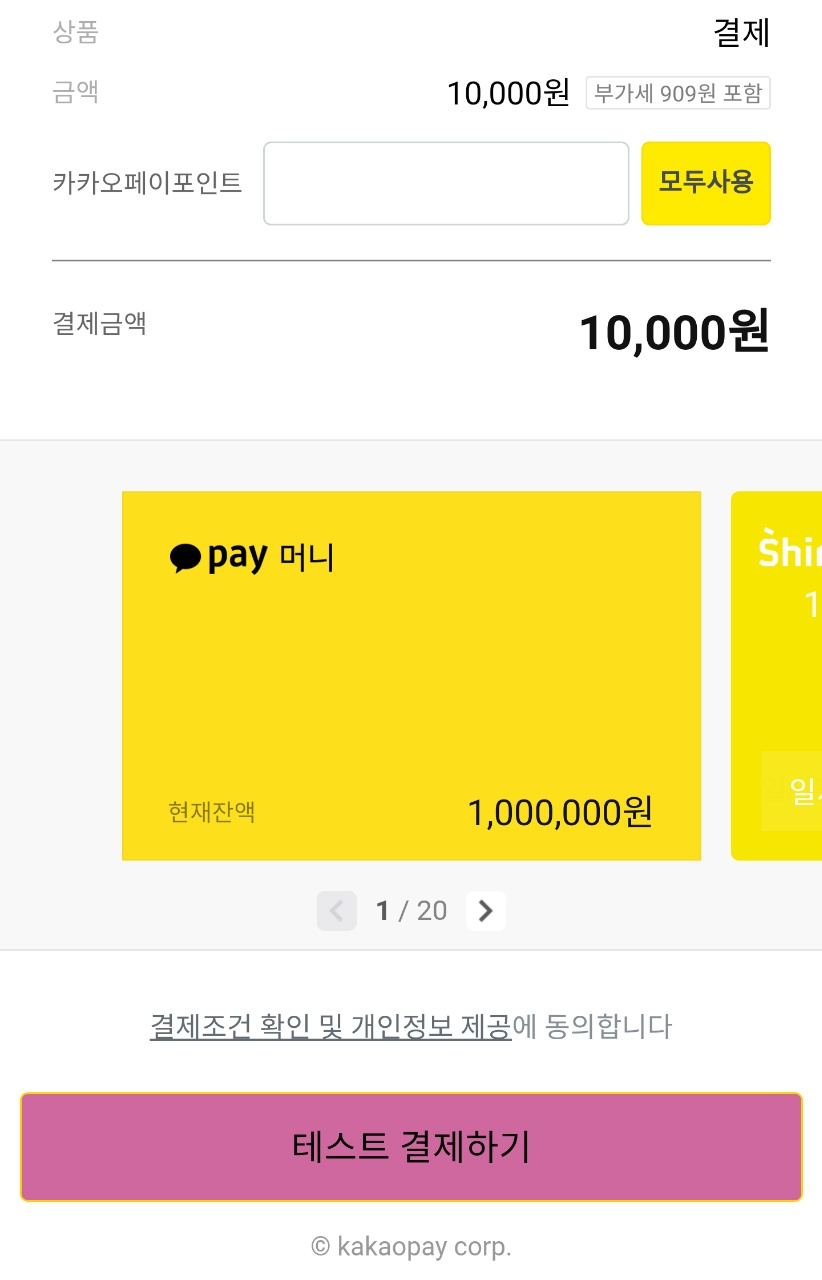 상품 결제
금액 10,000원 부가세 909원 포함
카카오페이포인트 모두사용
결제금액 10,000원
pay 머니
현재잔액 1,000,000원
1 / 20
결제조건 확인 및 개인정보 제공에 동의합니다
테스트 결제하기
© kakaopay corp.